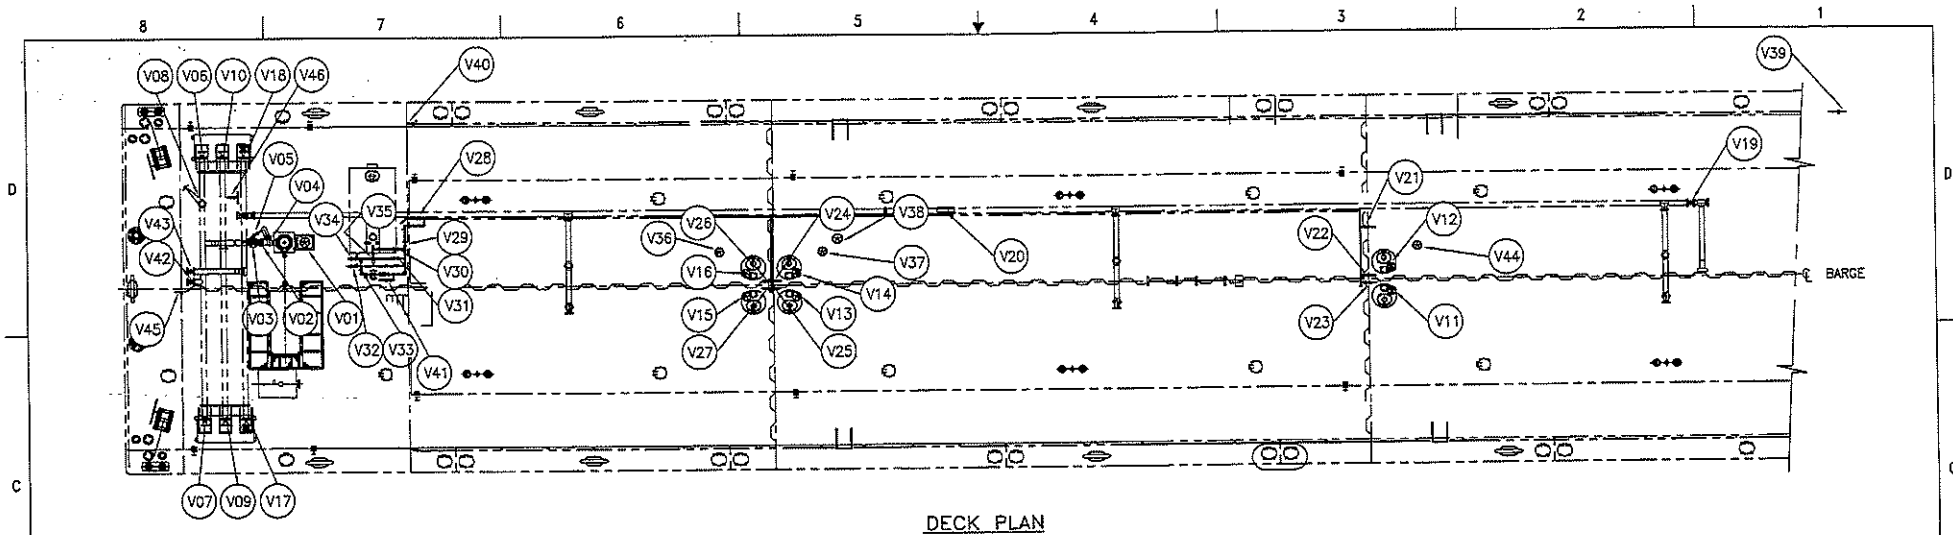 8 7 6 5 4 3 2 1
V39
V40
V08 V06 V10 V18 V46
V05
V28
V19
D
D
V04
V21
V34 V35
V26 V24 V38
V12
V43
V29
V36
V22
V42
V30
V16
V37 V20
V44
BARGE
V31
V14
V45
V03 V02 V01
V15 V13
V23 V11
V32 V33
V27 V25
V41
V07 V09 V17
C
C
DECK PLAN